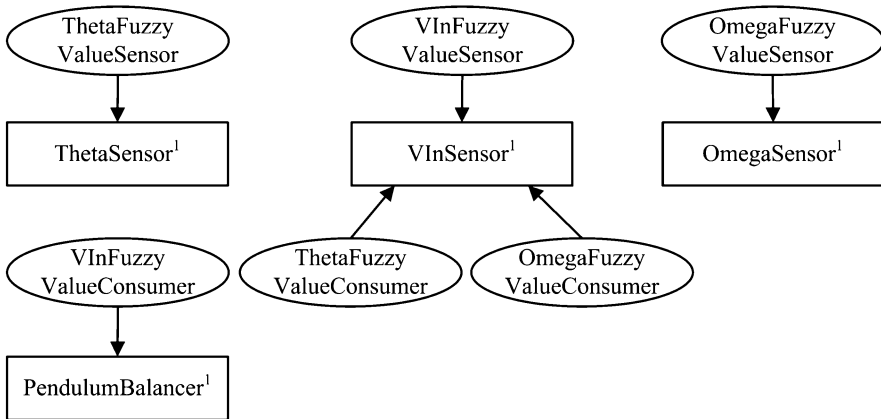 ThetaFuzzy
ValueSensor
VInFuzzy
ValueSensor
OmegaFuzzy
ValueSensor
ThetaSensor¹
VInSensor¹
OmegaSensor¹
VInFuzzy
ValueConsumer
ThetaFuzzy
ValueConsumer
OmegaFuzzy
ValueConsumer
PendulumBalancer¹